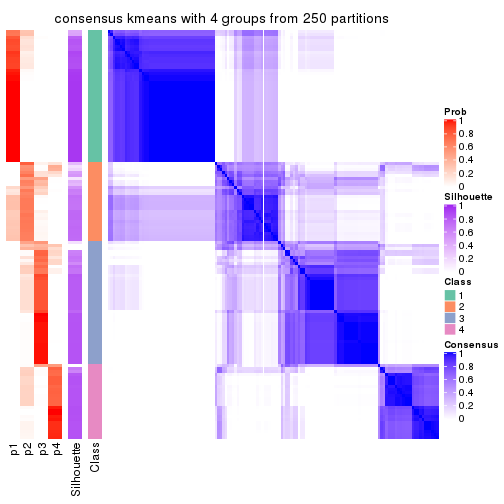 consensus kmeans with 4 groups from 250 partitions
Prob
1
0.8
0.6
0.4
0.2
0
Silhouette
1
0.8
0.6
0.4
0.2
0
Class
1
2
3
4
Consensus
1
0.8
0.6
0.4
0.2
0
p1
p2
p3
p4
Silhouette
Class